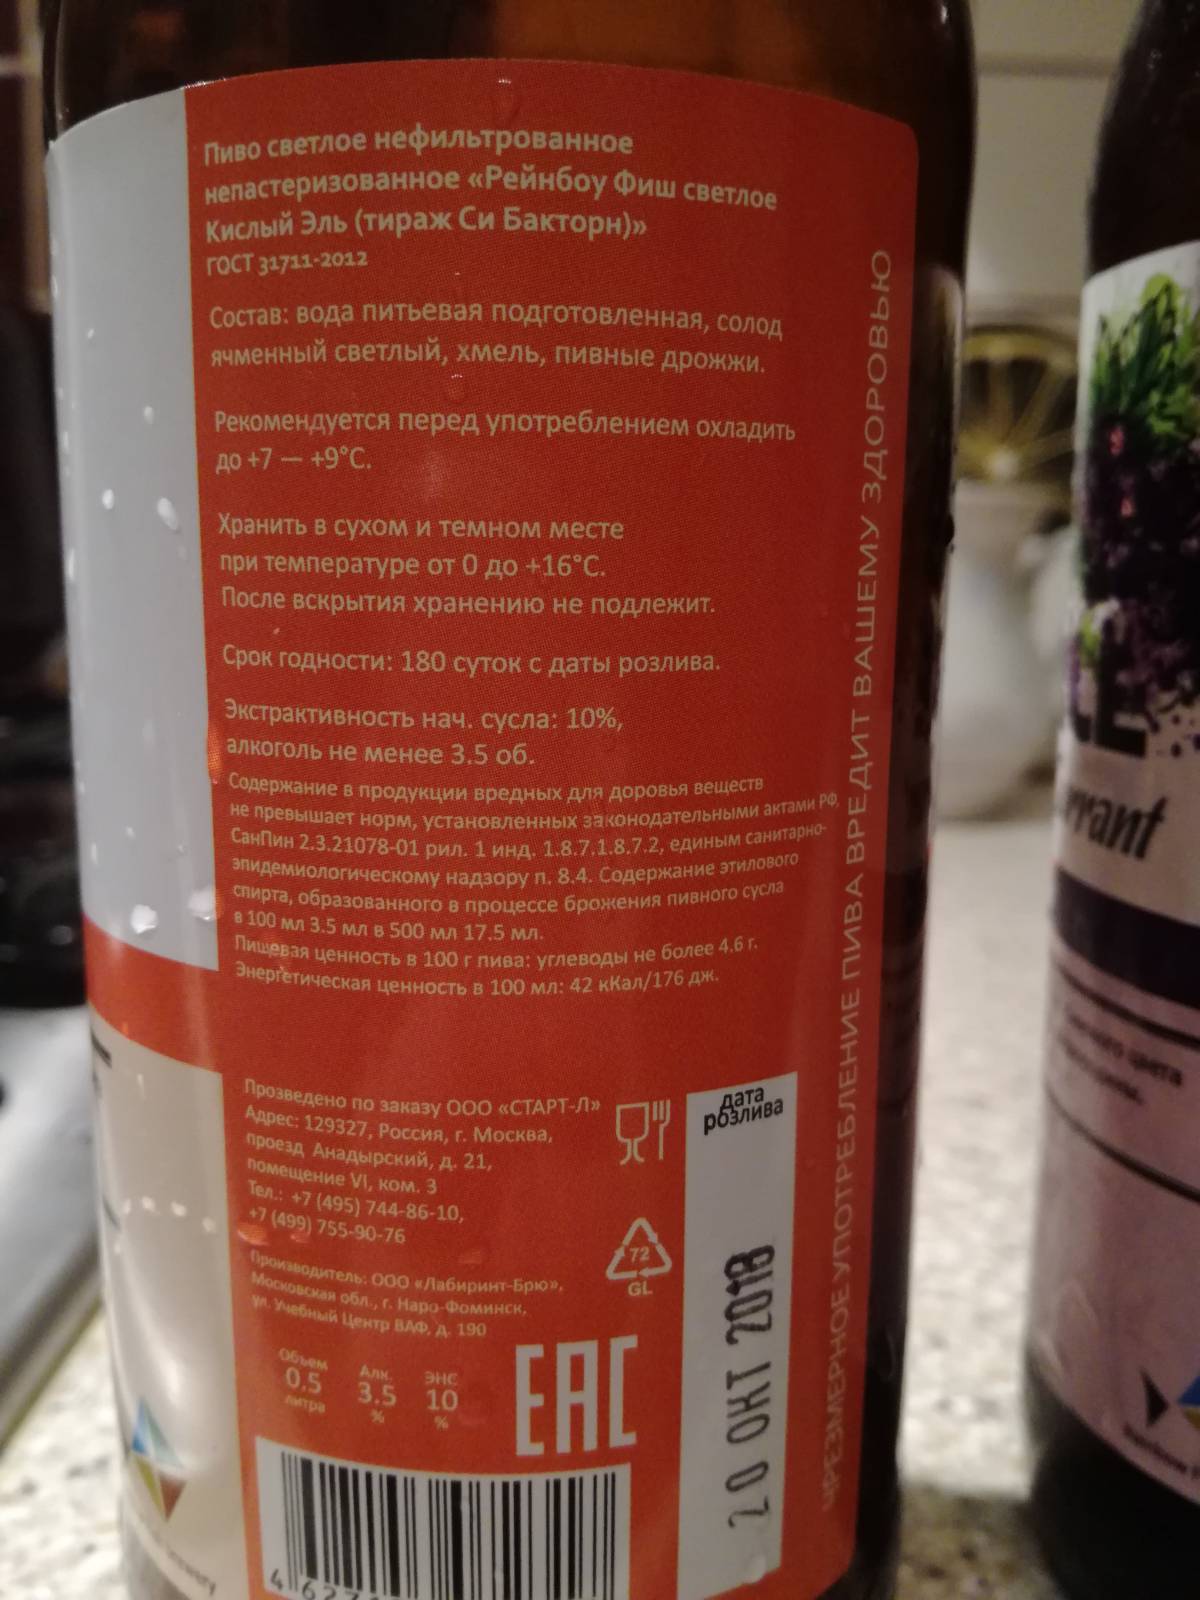 Пиво светлое нефильтрованное
непастеризованное «Рейнбоу Фиш светлое
Кислый Эль (тираж Си Бакторн)»
ГОСТ 31711-2012
Состав: вода питьевая подготовленная, солод
ячменный светлый, хмель, пивные дрожжи.
Рекомендуется перед употреблением охладить
до +7 — +9°С.
Хранить в сухом и темном месте
при температуре от 0 до +16°С.
После вскрытия хранению не подлежит.
Срок годности: 180 суток с даты розлива.
Экстрактивность нач. сусла: 10%,
алкоголь не менее 3.5 об.
Содержание в продукции вредных для доровья веществ
не превышает норм, установленных законодательными актами РФ,
СанПин 2.3.21078-01 рил. 1 инд. 1.8.7.1.8.7.2, единым санитарно-
эпидемиологическому надзору п. 8.4. Содержание этилового
спирта, образованного в процессе брожения пивного сусла
в 100 мл 3.5 мл в 500 мл 17.5 мл.
Пищевая ценность в 100 г пива: углеводы не более 4.6 г.
Энергетическая ценность в 100 мл: 42 кКал/176 дж.
Прозведено по заказу ООО «СТАРТ-Л»
Адрес: 129327, Россия, г. Москва,
проезд Анадырский, д. 21,
помещение VI, ком. 3
Тел.: +7 (495) 744-86-10,
+7 (499) 755-90-76
Производитель: ООО «Лабиринт-Брю»,
Московская обл., г. Наро-Фоминск,
ул. Учебный Центр ВАФ, д. 190
Объем Алк. ЭНС
0,5 3.5 10
литра % %
72
GL
EAC
дата
розлива
20 ОКТ 2018
ЧРЕЗМЕРНОЕ УПОТРЕБЛЕНИЕ ПИВА ВРЕДИТ ВАШЕМУ ЗДОРОВЬЮ
цвета